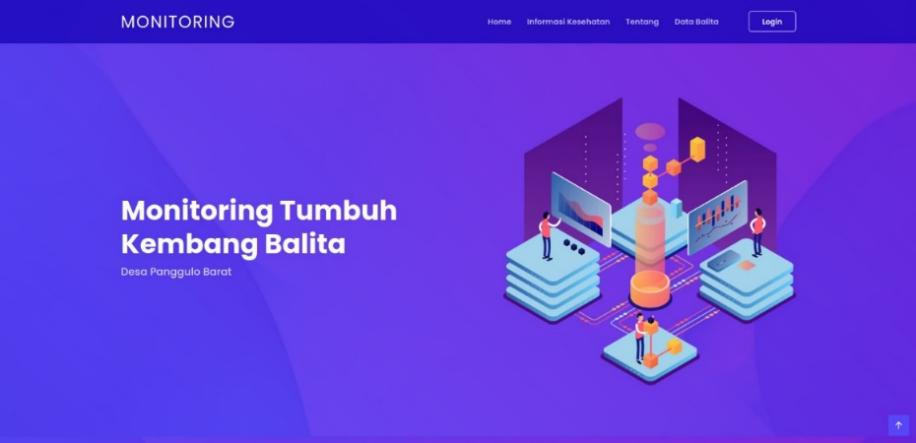 MONITORING
Home Informasi Kesehatan Tentang Data Balita Login
Monitoring Tumbuh
Kembang Balita
Desa Panggulo Barat